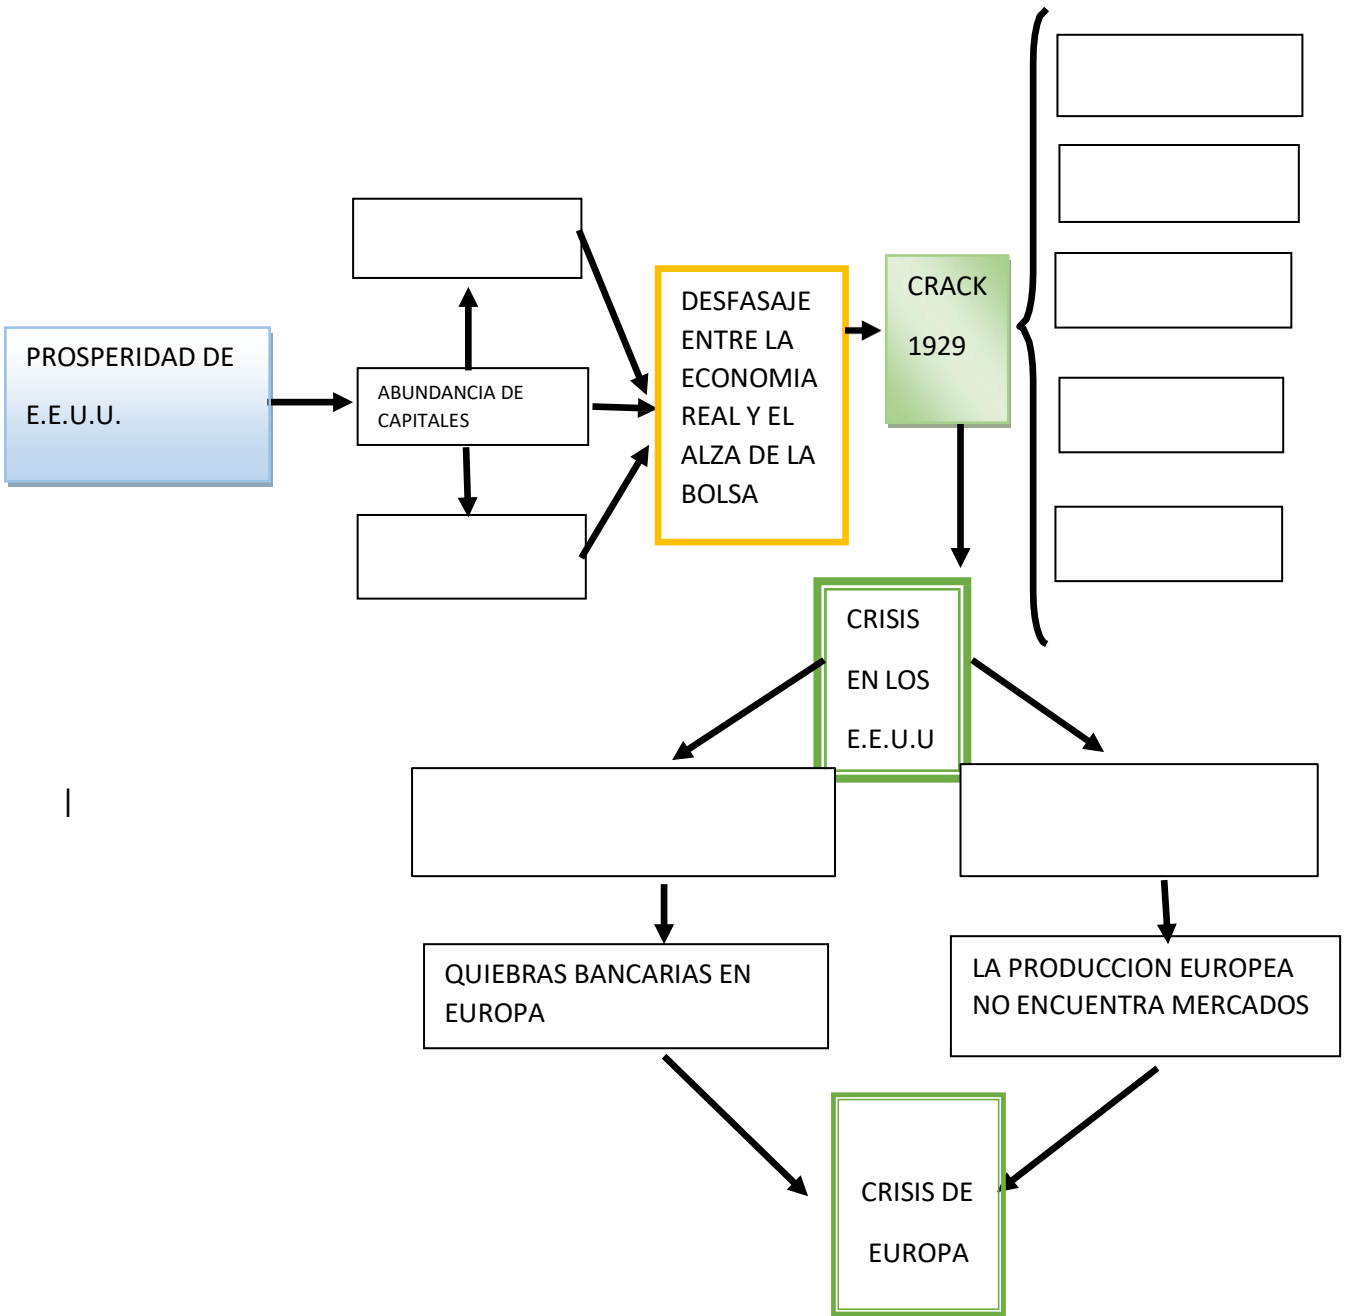 PROSPERIDAD DE
E.E.U.U.
ABUNDANCIA DE
CAPITALES
DESFASAJE
ENTRE LA
ECONOMIA
REAL Y EL
ALZA DE LA
BOLSA
CRACK
1929
CRISIS
EN LOS
E.E.U.U
QUIEBRAS BANCARIAS EN
EUROPA
LA PRODUCCION EUROPEA
NO ENCUENTRA MERCADOS
CRISIS DE
EUROPA